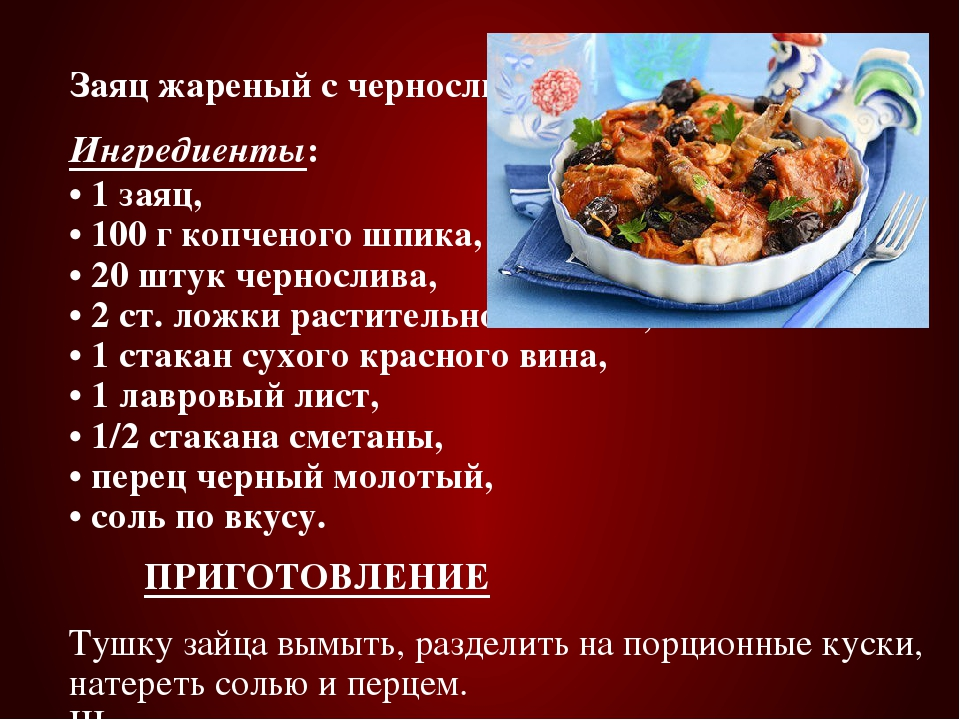 Заяц жареный с
Ингредиенты:
• 1 заяц,
• 100 г копченого шпика,
• 20 штук чернослива,
• 2 ст. ложки
• 1 стакан сухого красного вина,
• 1 лавровый лист,
• 1/2 стакана сметаны,
• перец черный молотый,
• соль по вкусу.
ПРИГОТОВЛЕНИЕ
Тушку зайца вымыть, разделить на порционные куски,
натереть солью и перцем.